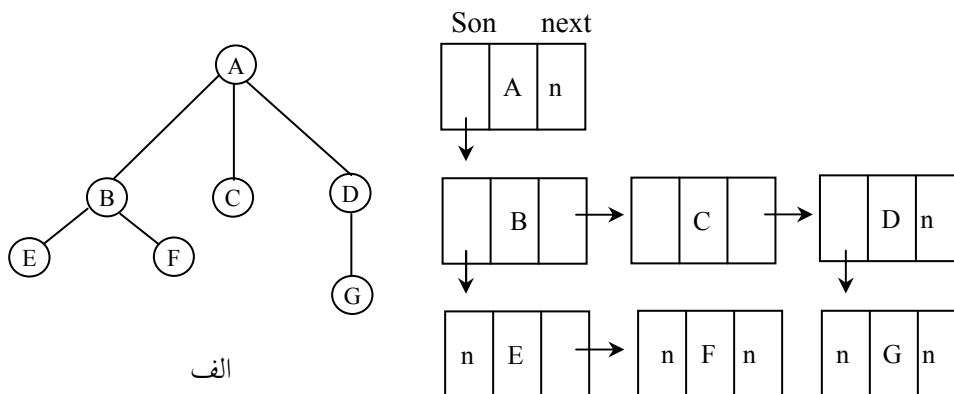 Son next
A n
A
B C D
B C D
E F
G
n E n F n n G n
الف